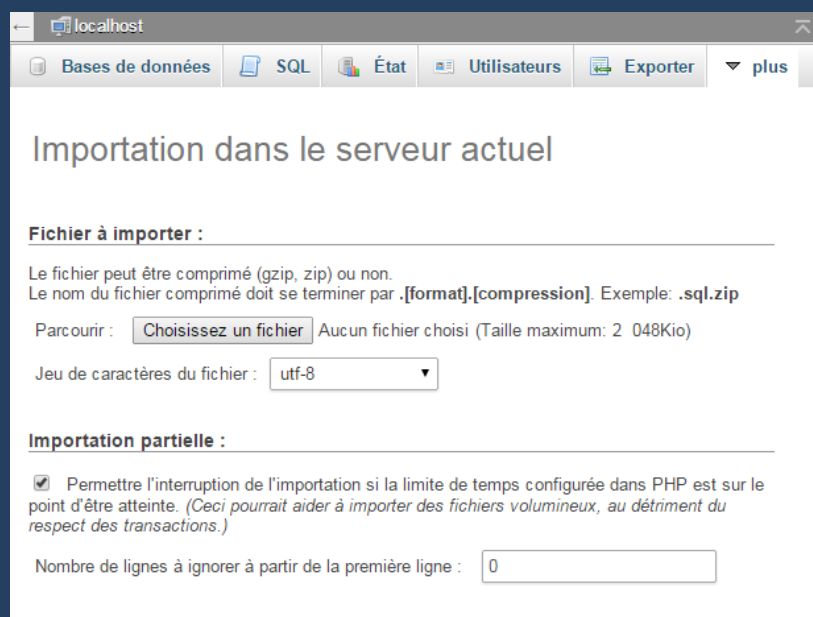 localhost
Bases de données SQL État Utilisateurs Exporter plus
Importation dans le serveur actuel
Fichier à importer :
Le fichier peut être comprimé (gzip, zip) ou non.
Le nom du fichier comprimé doit se terminer par .[format].[compression]. Exemple: .sql.zip
Parcourir : Choisissez un fichier Aucun fichier choisi (Taille maximum: 2 048Kio)
Jeu de caractères du fichier : utf-8
Importation partielle :
Permettre l'interruption de l'importation si la limite de temps configurée dans PHP est sur le
point d'être atteinte. (Ceci pourrait aider à importer des fichiers volumineux, au détriment du
respect des transactions.)
Nombre de lignes à ignorer à partir de la première ligne : 0